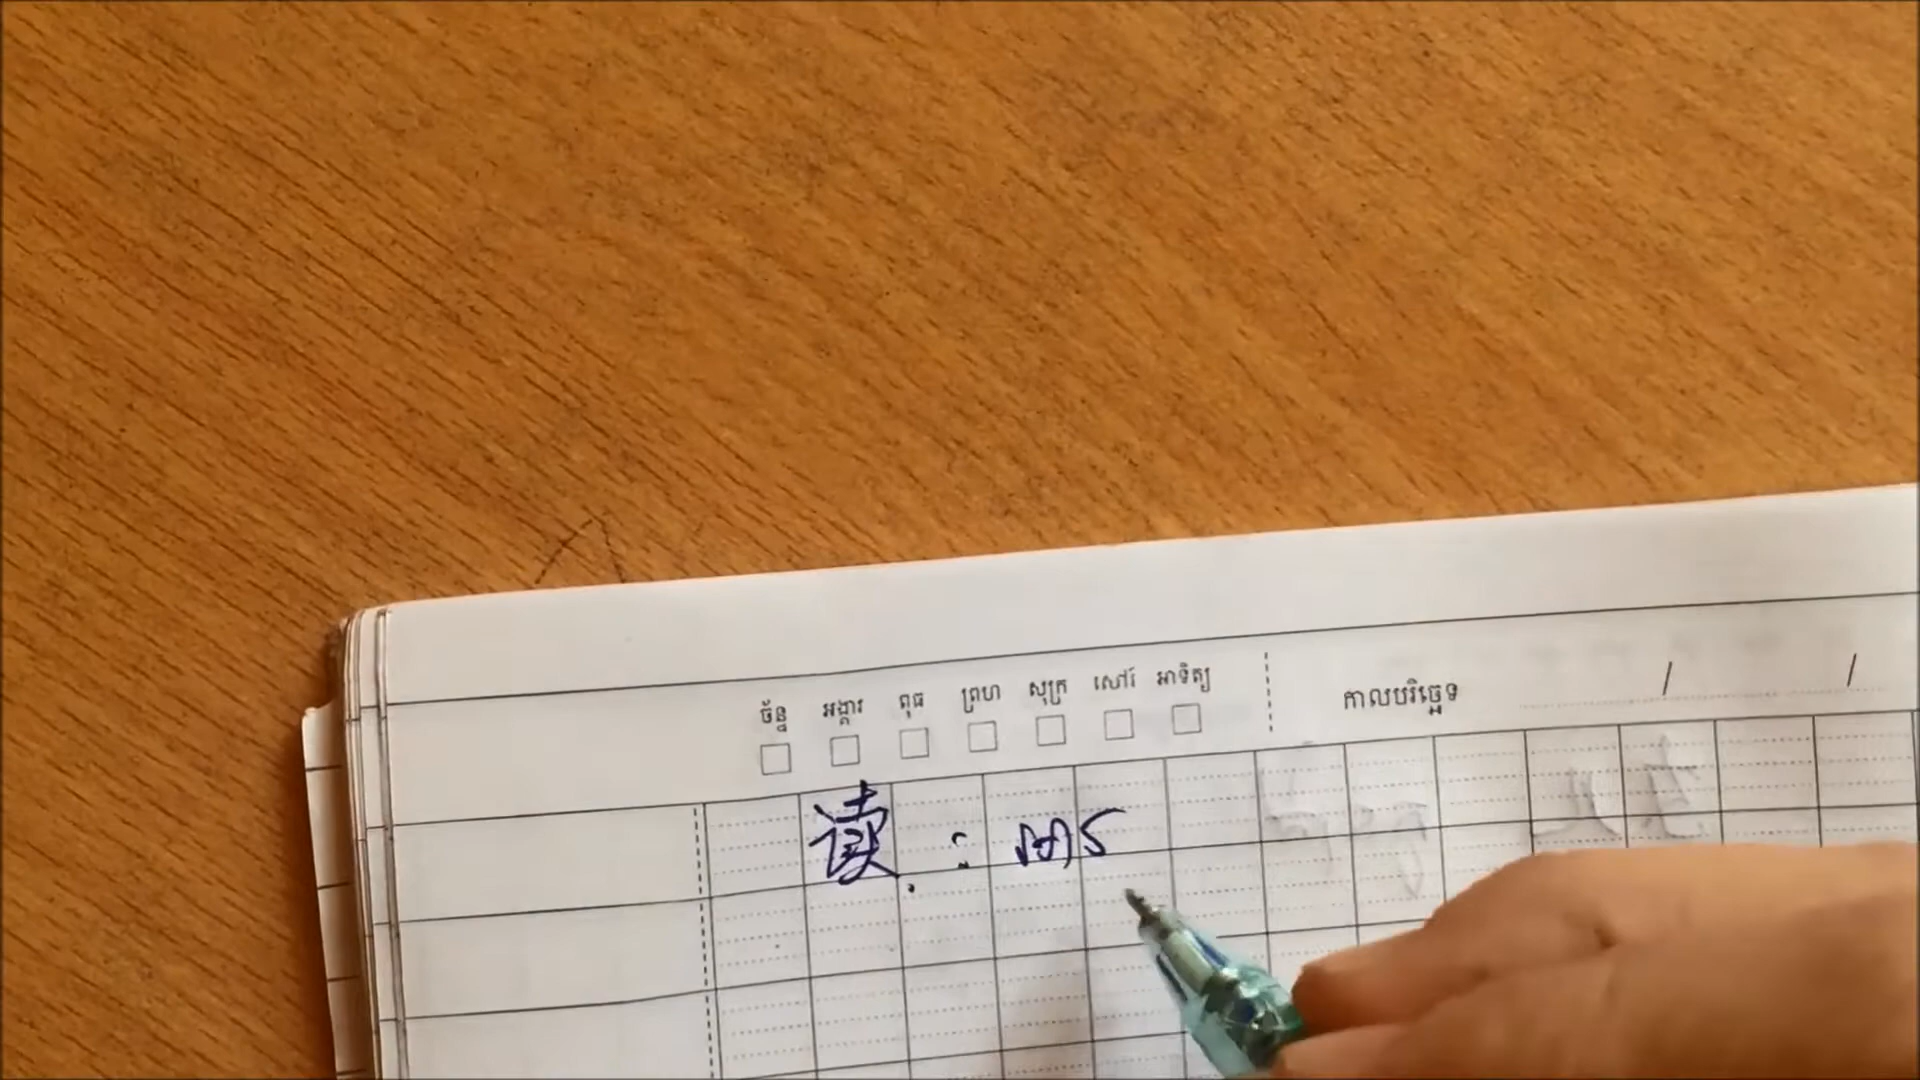 ច័ន្ទ អង្គារ ពុធ ព្រហ សុក្រ សៅរ៍ អាទិត្យ កាលបរិច្ឆេទ / /
读 : អាន